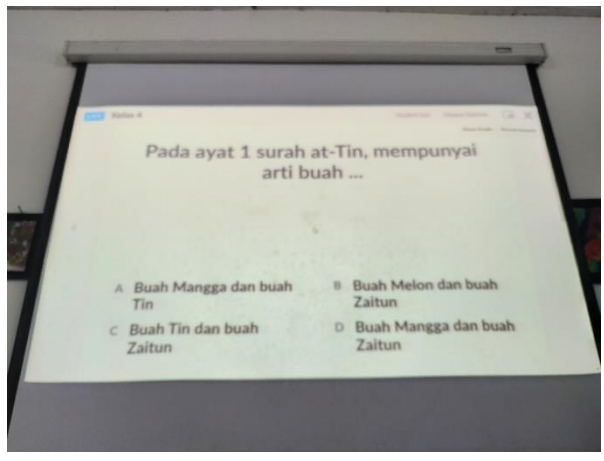 Kelas X
Pada ayat 1 surah at-Tin, mempunyai
arti buah ...
A Buah Mangga dan buah
Tin
B Buah Melon dan buah
Zaitun
C Buah Tin dan buah
Zaitun
D Buah Mangga dan buah
Zaitun